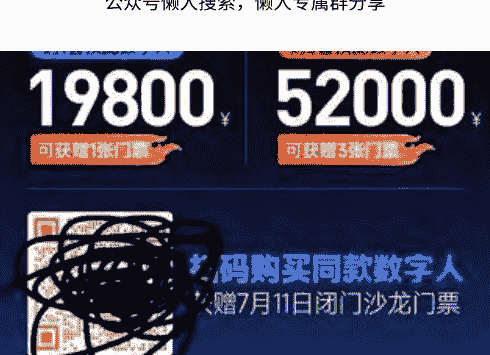 公众号懒人搜索，懒人专属群分享
19800¥
52000¥
可获赠1张门票
可获赠3张门票
码购买同款数字人
赠7月11日闭门沙龙门票